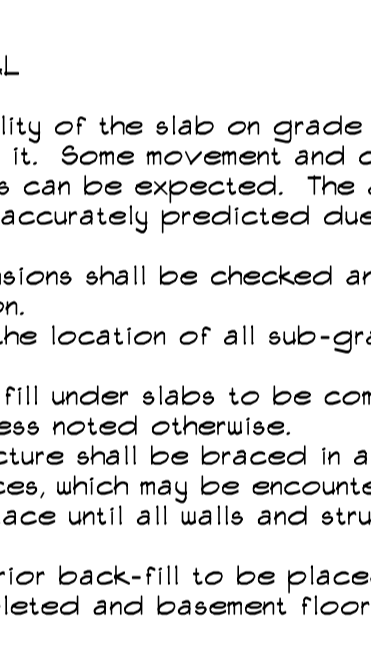 AL
lity of the slab on grade
it. Some movement and
s can be expected. The
accurately predicted due
sions shall be checked
on.
he location of all sub-gra
fill under slabs to be com
ess noted otherwise.
cture shall be braced in a
ces, which may be encounte
ace until all walls and stru
rior back-fill to be place
leted and basement floor